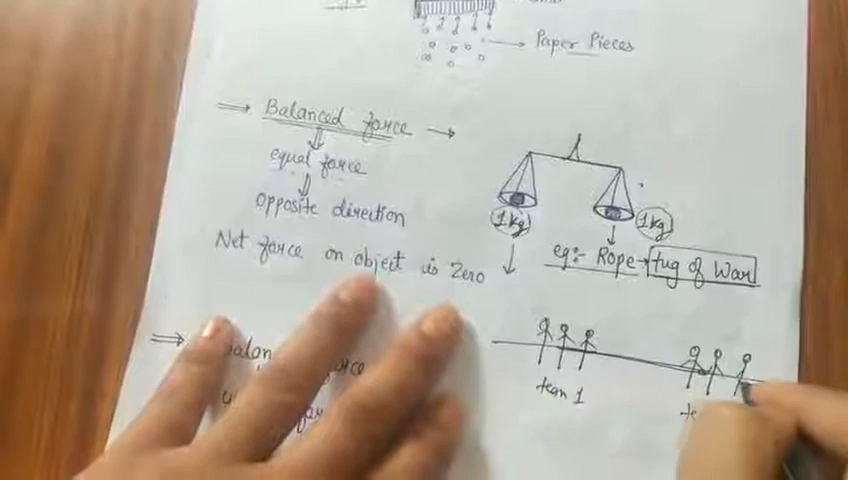 Paper Pieces
⇒ Balanced force →
equal force
opposite direction
Net force on object is zero
1kg
1kg
eg:- Rope → tug of War
team 1